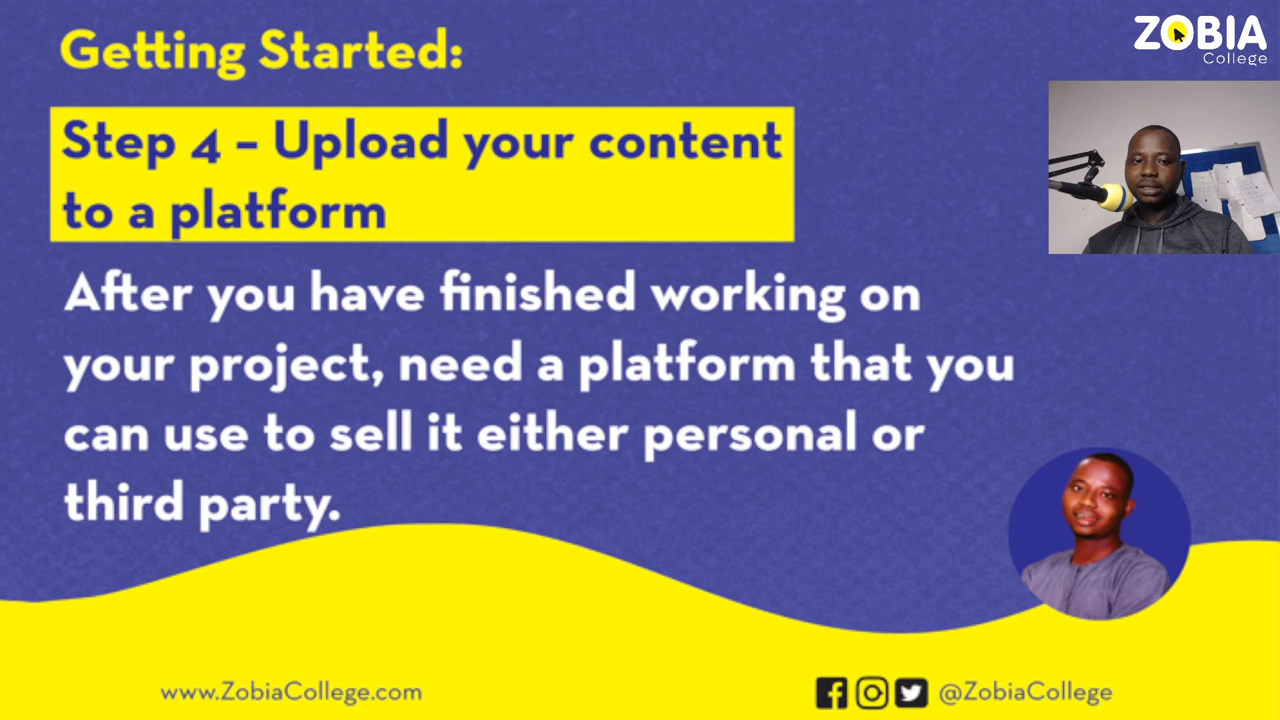 Getting Started:
ZOBIA
College
Step 4 – Upload your content
to a platform
After you have finished working on
your project, need a platform that you
can use to sell it either personal or
third party.
www.ZobiaCollege.com
@ZobiaCollege